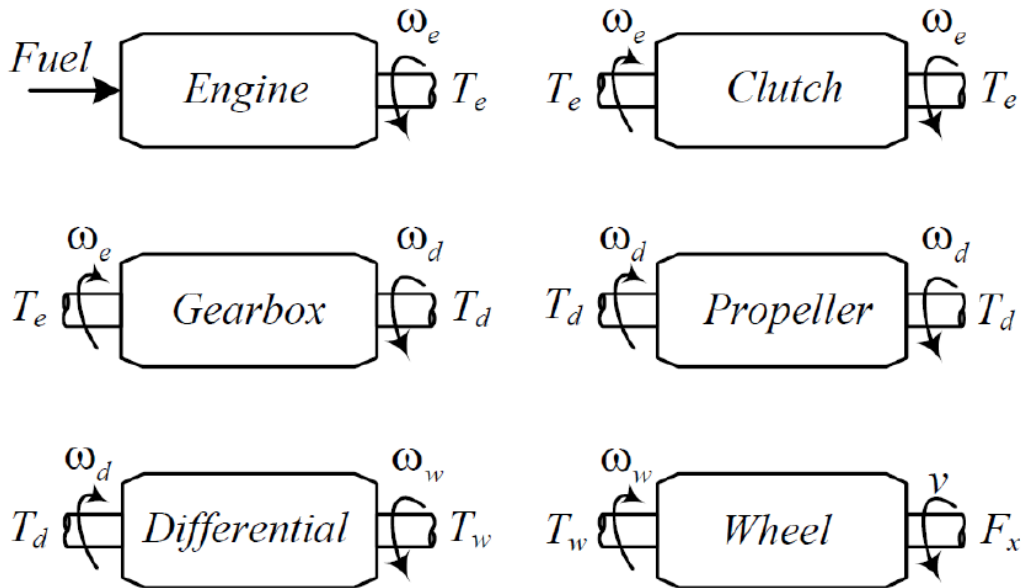 Fuel
Engine
ω_e
T_e
ω_e
T_e
Clutch
ω_e
T_e
ω_e
T_e
Gearbox
ω_d
T_d
ω_d
T_d
Propeller
ω_d
T_d
ω_d
T_d
Differential
ω_w
T_w
ω_w
T_w
Wheel
v
F_x